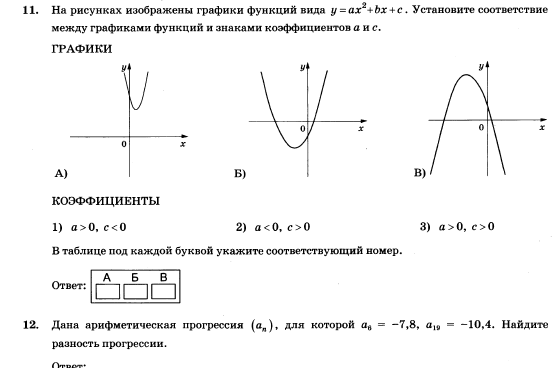 11. На рисунках изображены графики функций вида y = ax²+bx+c . Установите соответствие
между графиками функций и знаками коэффициентов a и c.
ГРАФИКИ
y y y
0 x 0 x 0 x
А) Б) В)
КОЭФФИЦИЕНТЫ
1) a>0, c<0 2) a<0, c>0 3) a>0, c>0
В таблице под каждой буквой укажите соответствующий номер.
А Б В
Ответ:
12. Дана арифметическая прогрессия (aₙ), для которой a₆ = −7,8, a₁₉ = −10,4. Найдите
разность прогрессии.
Ответ: